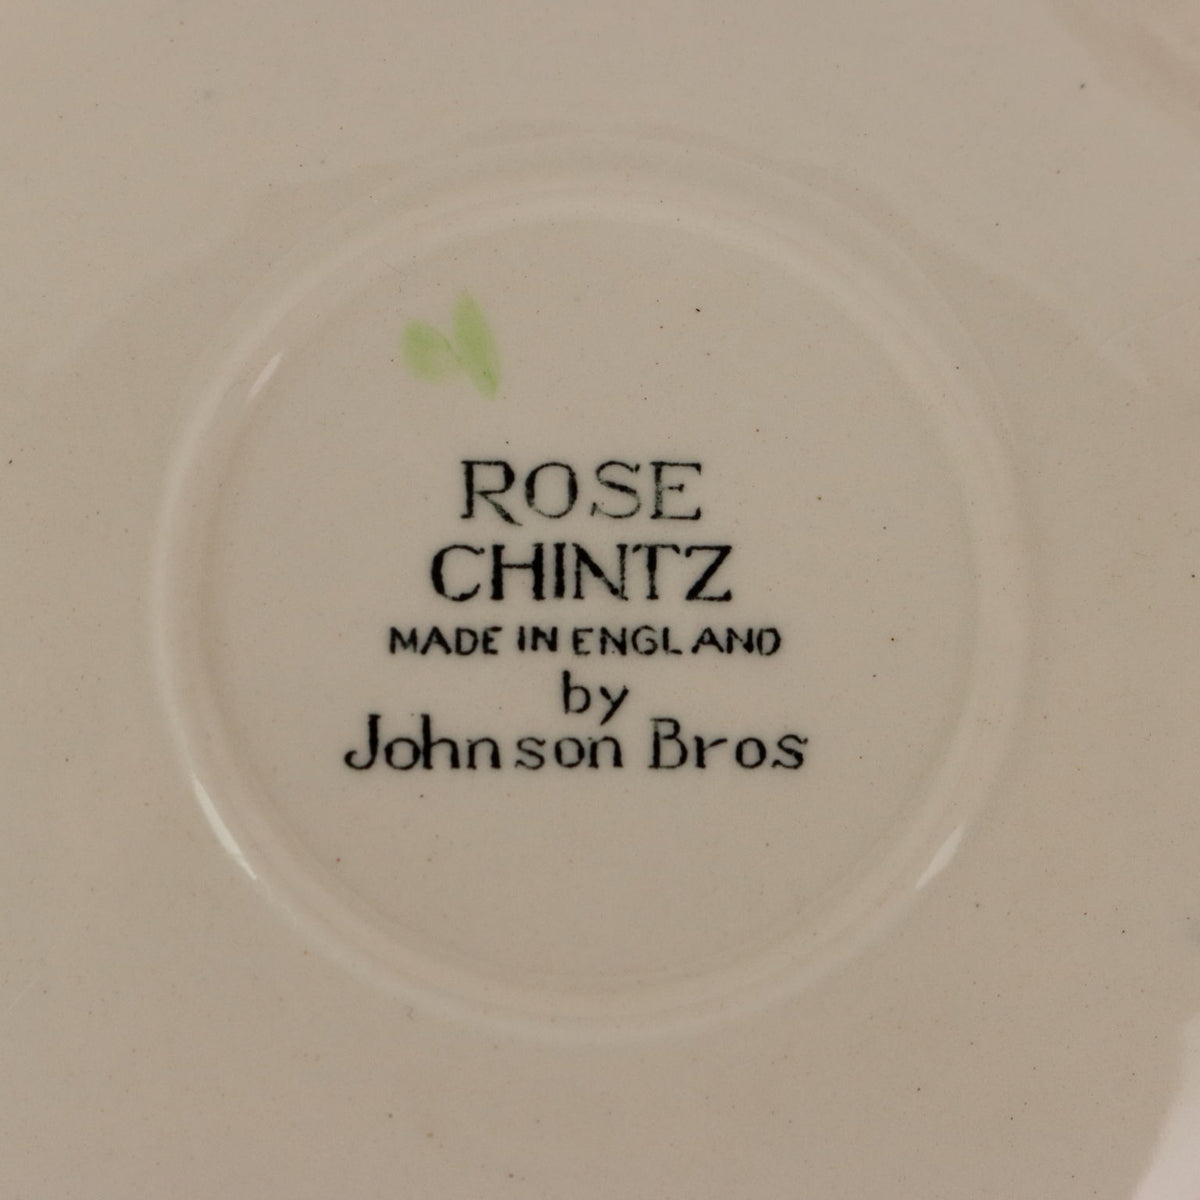 ROSE
CHINTZ
MADE IN ENGLAND
by
Johnson Bros